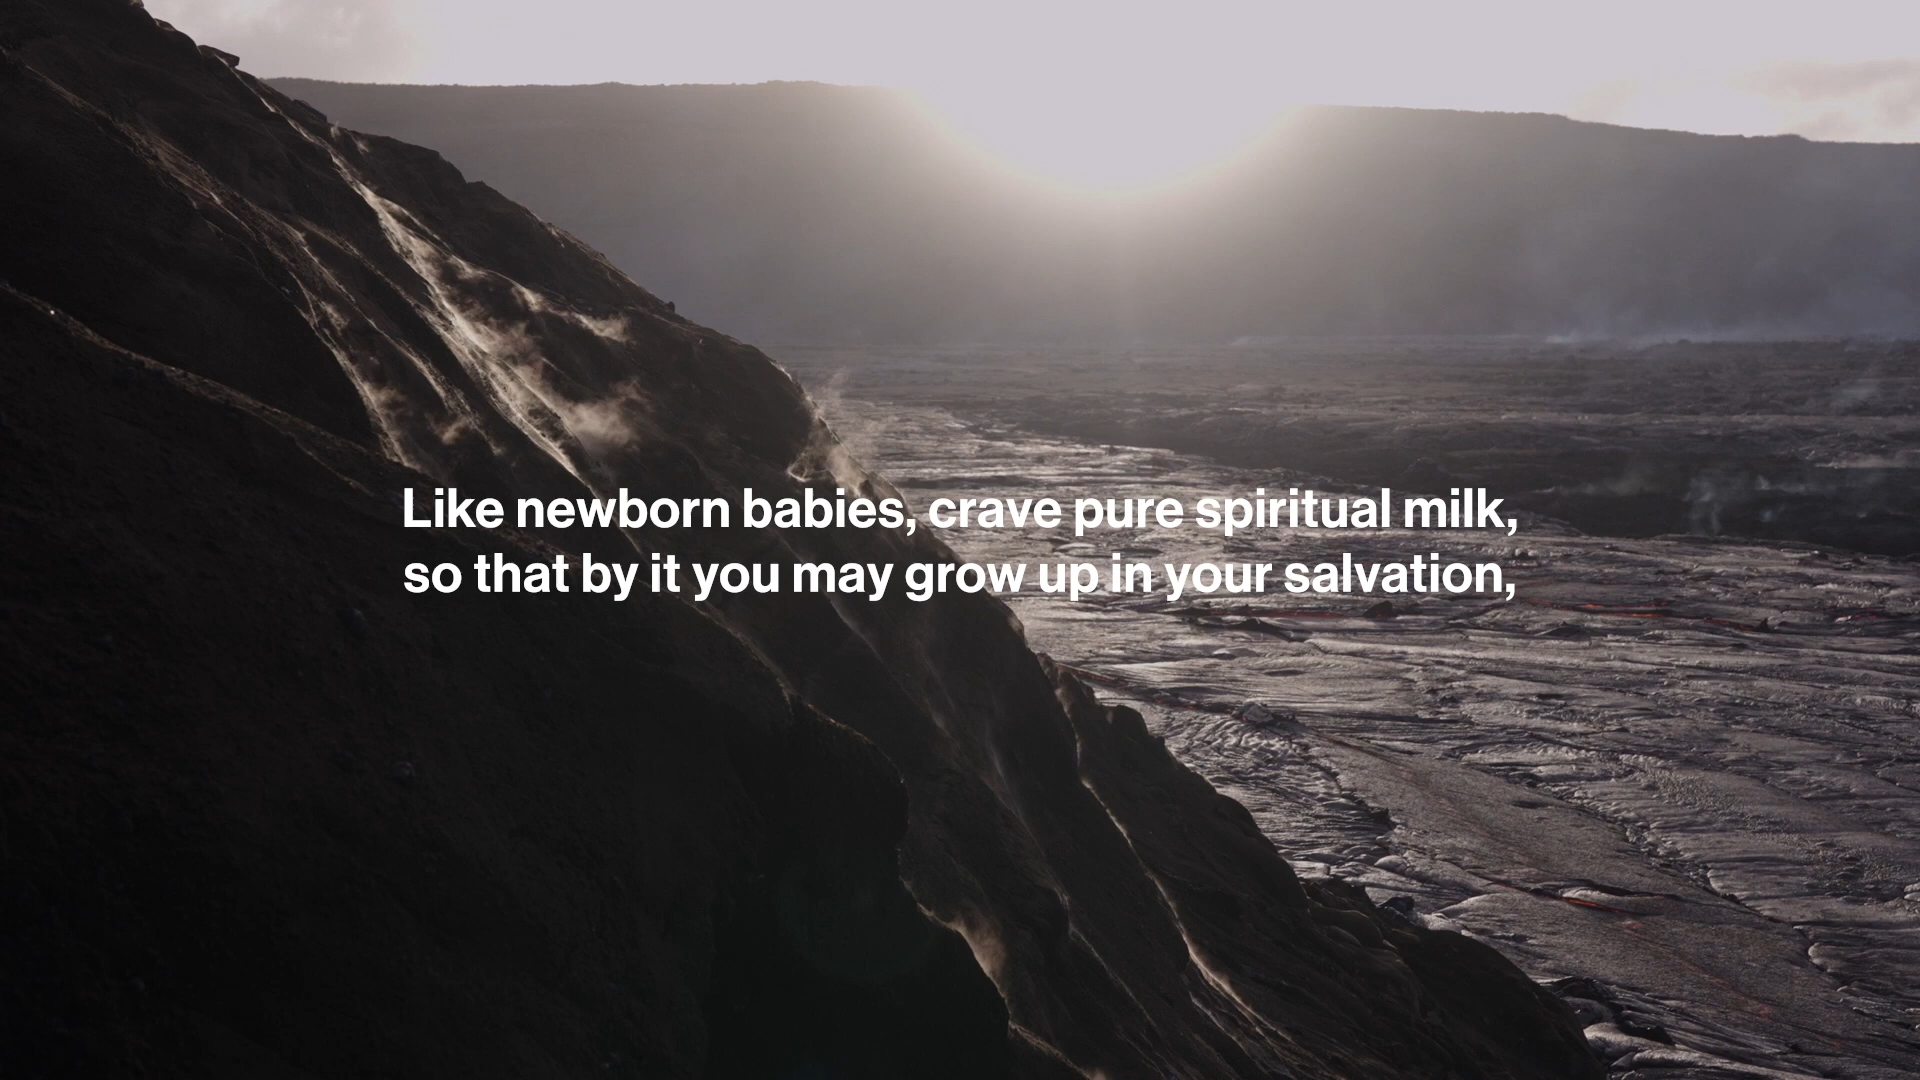 Like newborn babies, crave pure spiritual milk,
so that by it you may grow up in your salvation,